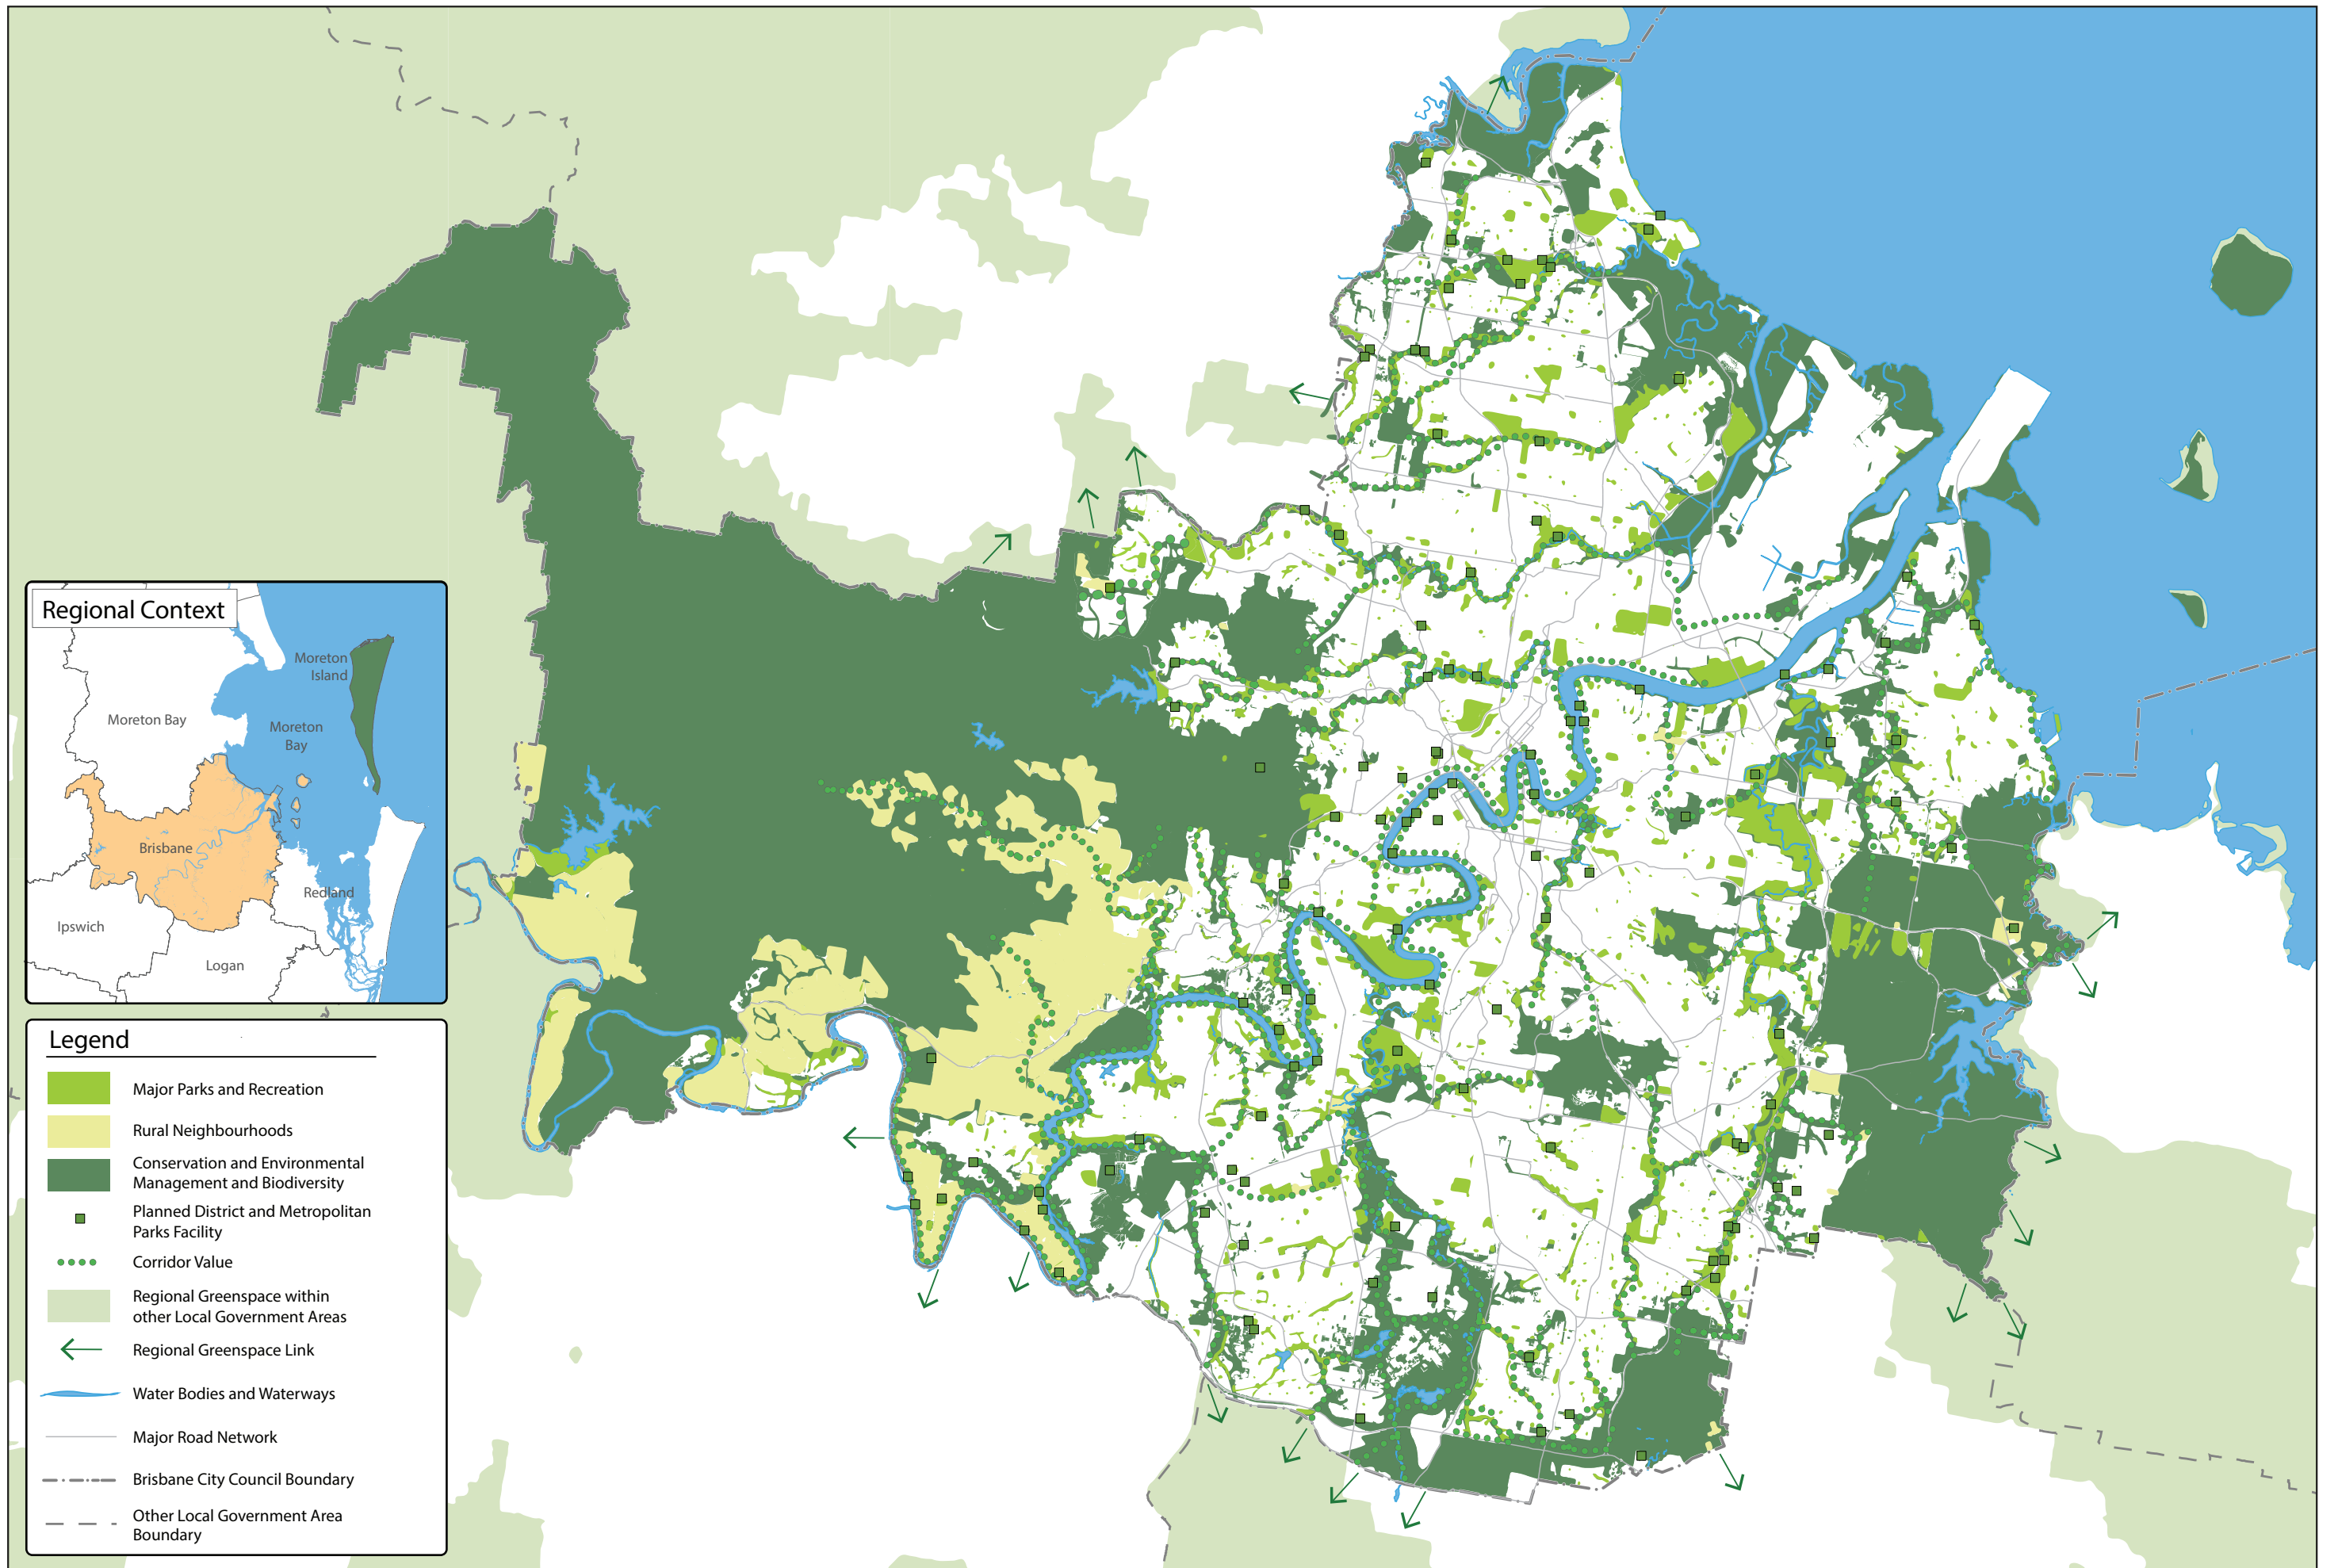 Regional Context
Moreton
Island
Moreton Bay
Moreton
Bay
Brisbane
Redland
Ipswich
Logan
Legend
Major Parks and Recreation
Rural Neighbourhoods
Conservation and Environmental
Management and Biodiversity
Planned District and Metropolitan
Parks Facility
Corridor Value
Regional Greenspace within
other Local Government Areas
Regional Greenspace Link
Water Bodies and Waterways
Major Road Network
Brisbane City Council Boundary
Other Local Government Area
Boundary